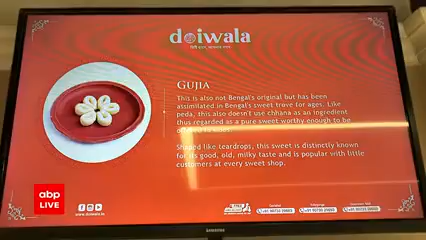 doiwala
GUJIA
This is also not Bengal's original but has been
assimilated in Bengal's sweet trove for ages. Like
peda, this also doesn't use chhana as an ingredient
thus regarded as a pure sweet worthy enough to be
offered to
Shaped like teardrops, this sweet is distinctly known
for its good, old, milky taste and is popular with little
customers at every sweet shop.
abp
LIVE
www.doiwala.in
SAMSUNG